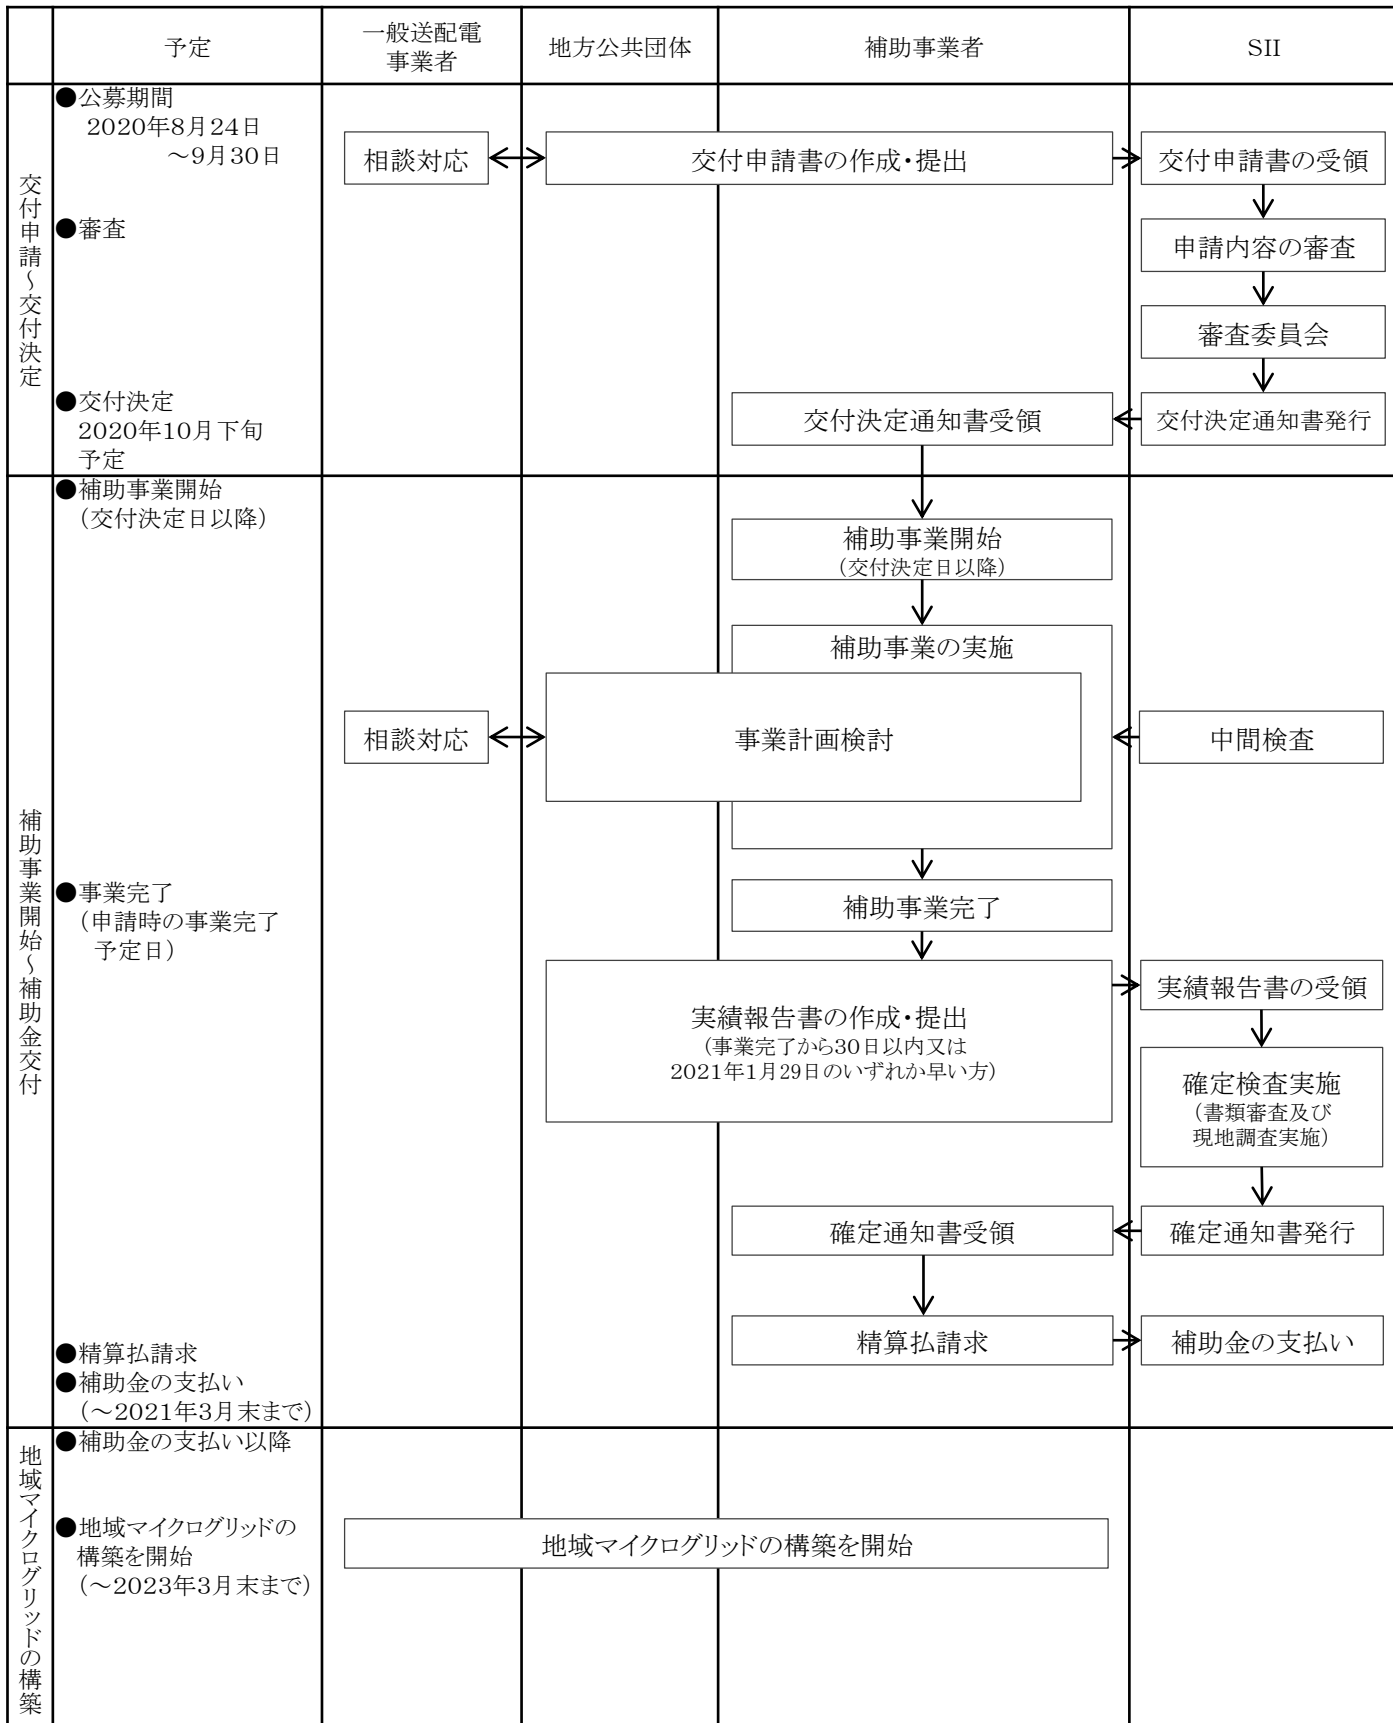 予定
一般送配電
事業者
地方公共団体
補助事業者
SII
交付申請～交付決定
●公募期間
2020年8月24日
～9月30日
相談対応
交付申請書の作成・提出
交付申請書の受領
●審査
申請内容の審査
審査委員会
●交付決定
2020年10月下旬
予定
交付決定通知書受領
交付決定通知書発行
補助事業開始～補助金交付
●補助事業開始
（交付決定日以降）
補助事業開始
（交付決定日以降）
補助事業の実施
相談対応
事業計画検討
中間検査
●事業完了
（申請時の事業完了
予定日）
補助事業完了
実績報告書の作成・提出
（事業完了から30日以内又は
2021年1月29日のいずれか早い方）
実績報告書の受領
確定検査実施
（書類審査及び
現地調査実施）
確定通知書受領
確定通知書発行
●精算払請求
●補助金の支払い
（～2021年3月末まで）
精算払請求
補助金の支払い
地域マイクログリッドの構築
●補助金の支払い以降
●地域マイクログリッドの
構築を開始
（～2023年3月末まで）
地域マイクログリッドの構築を開始